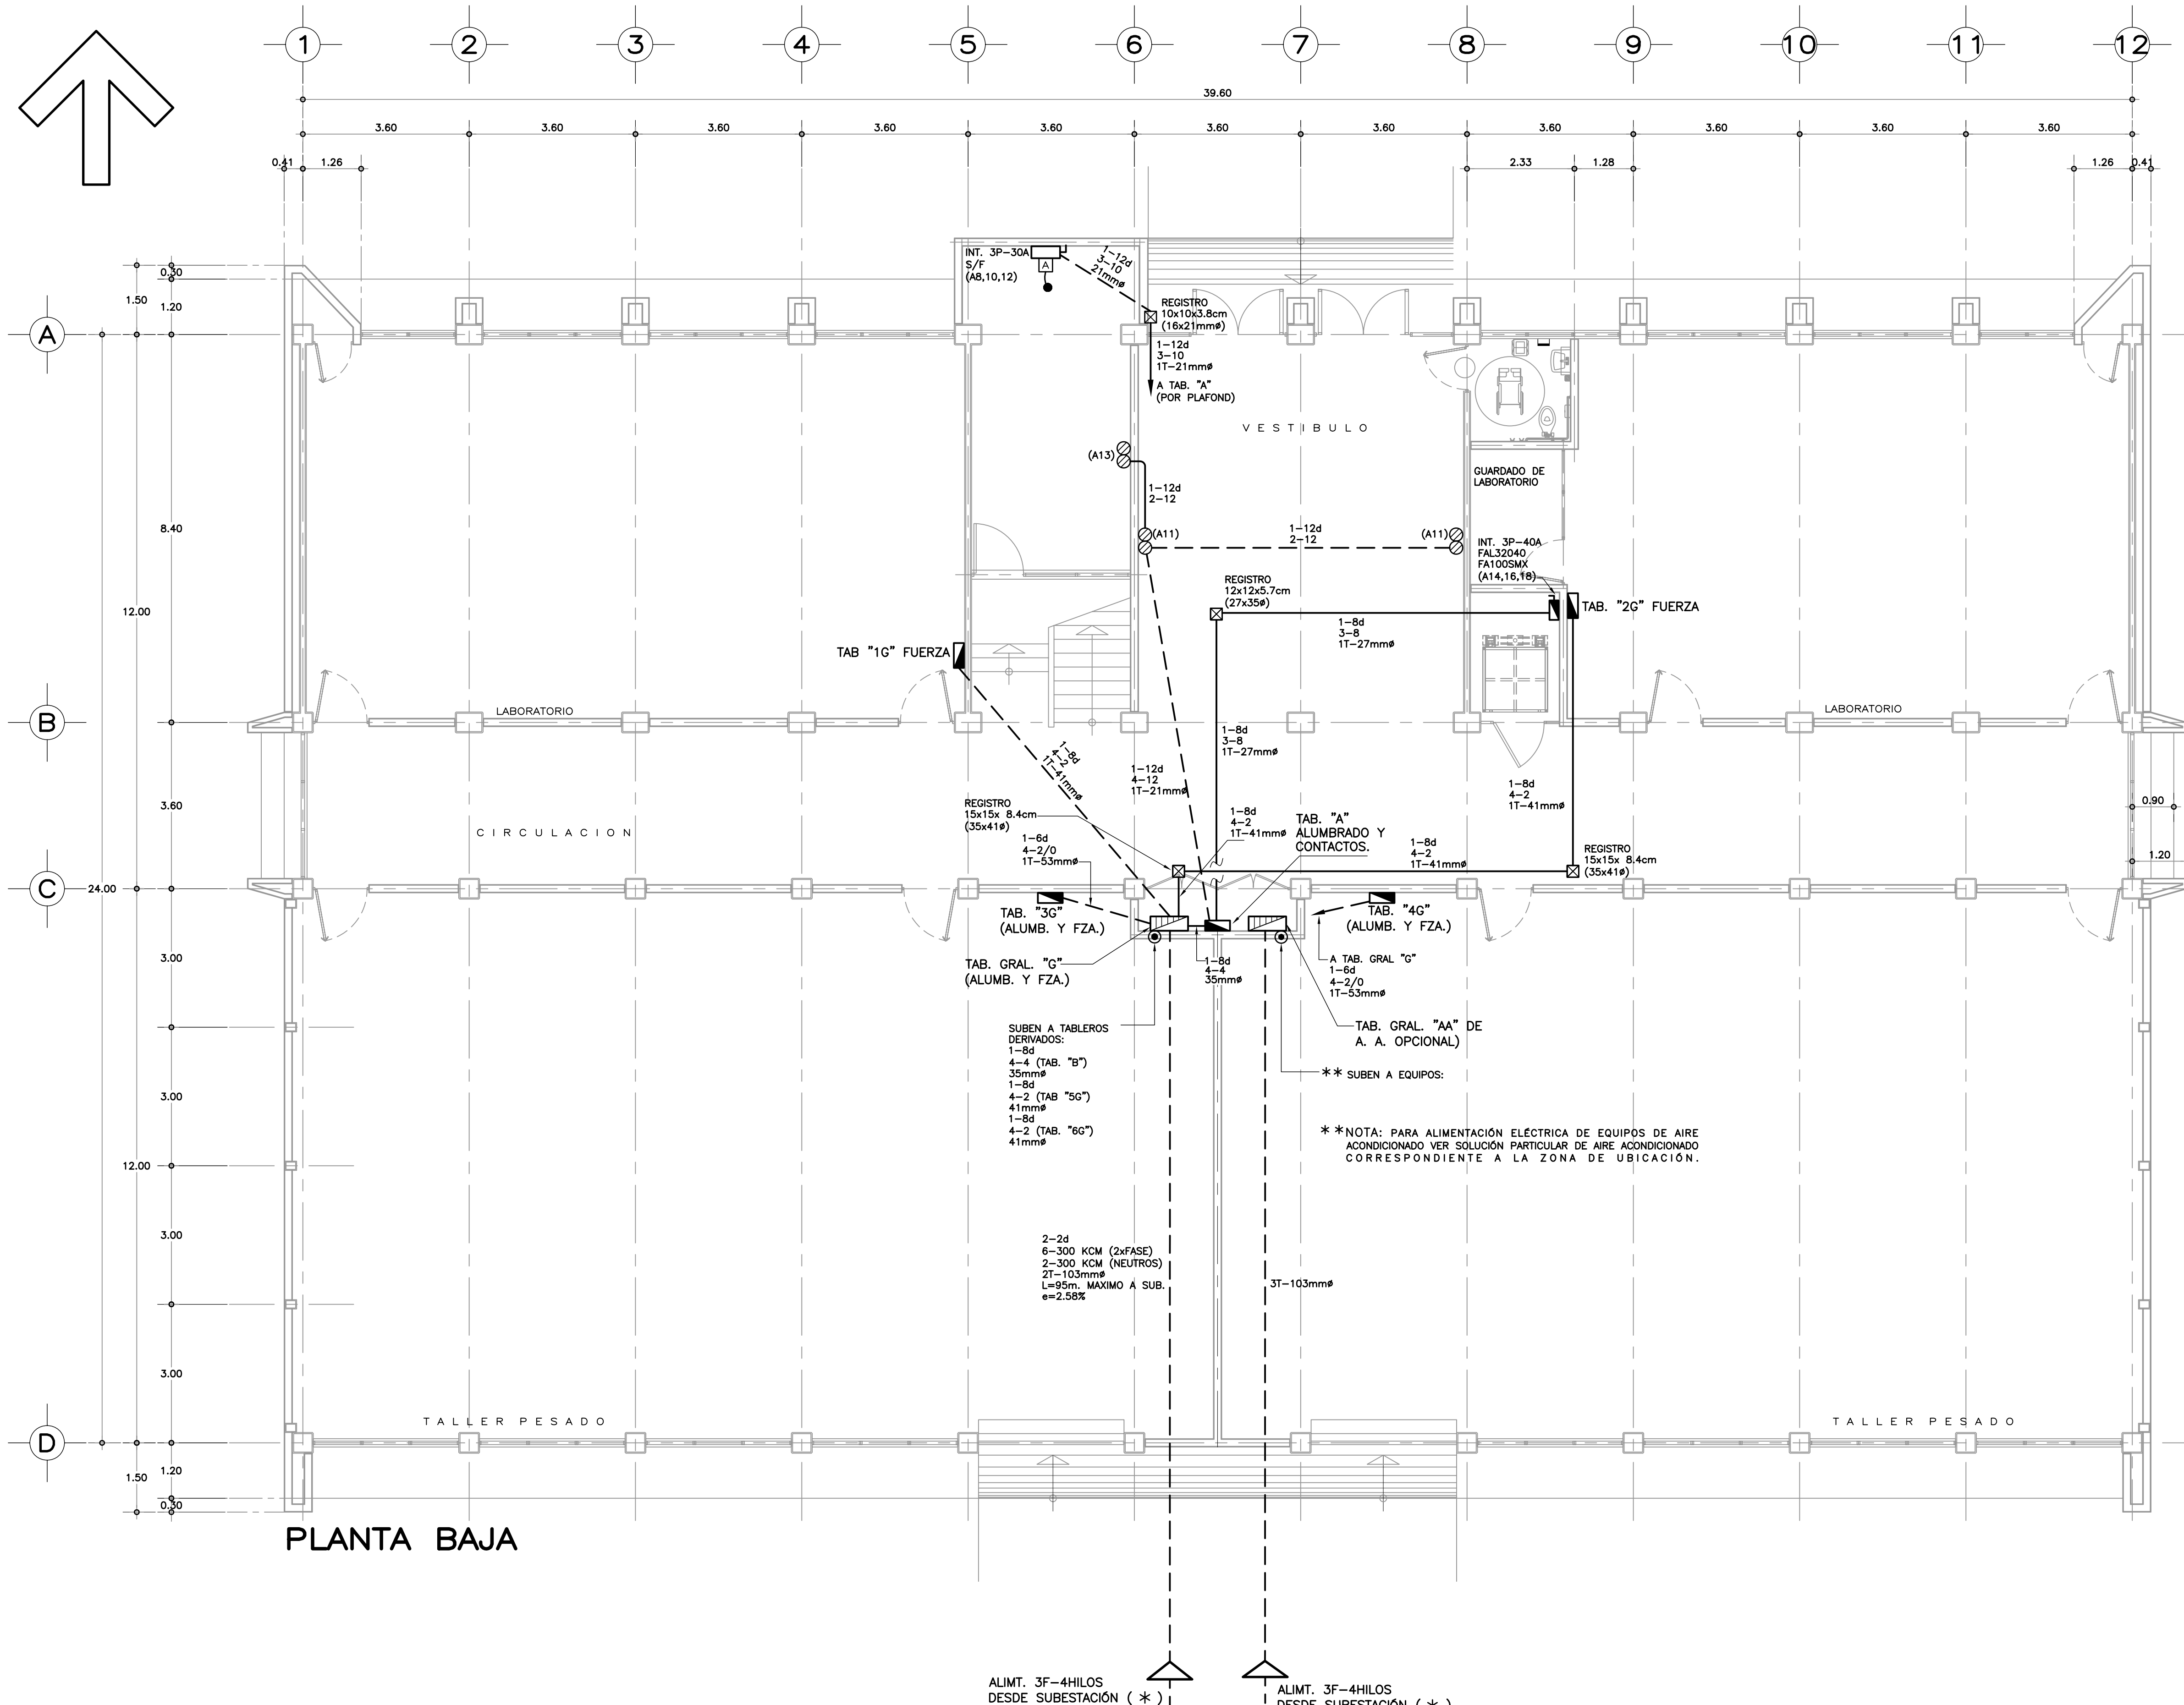 1 2 3 4 5 6 7 8 9 10 11 12
39.60
3.60 3.60 3.60 3.60 3.60 3.60 3.60 3.60 3.60 3.60 3.60
0.41 1.26 2.33 1.28 1.26 0.41
INT. 3P-30A
S/F
(A8,10,12)
A
1-12d
3-10
21mmø
REGISTRO
10x10x3.8cm
(16x21mmø)
1-12d
3-10
1T-21mmø
A TAB. "A"
(POR PLAFOND)
0.30
1.50
1.20
A
VESTIBULO
(A13)
1-12d
2-12
(A11)
1-12d
2-12
(A11)
GUARDADO DE
LABORATORIO
INT. 3P-40A
FAL32040
FA100SMX
(A14,16,18)
8.40
12.00
REGISTRO
12x12x5.7cm
(27x35ø)
TAB. "2G" FUERZA
1-8d
3-8
1T-27mmø
TAB "1G" FUERZA
LABORATORIO
LABORATORIO
B
1-8d
4-2
1T-41mmø
1-8d
3-8
1T-27mmø
1-12d
4-12
1T-21mmø
1-8d
4-2
1T-41mmø
3.60
0.90
REGISTRO
15x15x 8.4cm
(35x41ø)
CIRCULACION
1-6d
4-2/0
1T-53mmø
1-8d
4-2
1T-41mmø
TAB. "A"
ALUMBRADO Y
CONTACTOS.
1-8d
4-2
1T-41mmø
REGISTRO
15x15x 8.4cm
(35x41ø)
1.20
C
24.00
TAB. "3G"
(ALUMB. Y FZA.)
TAB. "4G"
(ALUMB. Y FZA.)
TAB. GRAL. "G"
(ALUMB. Y FZA.)
1-8d
4-4
35mmø
A TAB. GRAL "G"
1-6d
4-2/0
1T-53mmø
3.00
SUBEN A TABLEROS
DERIVADOS:
1-8d
4-4 (TAB. "B")
35mmø
1-8d
4-2 (TAB "5G")
41mmø
1-8d
4-2 (TAB. "6G")
41mmø
TAB. GRAL. "AA" DE
A. A. OPCIONAL)
** SUBEN A EQUIPOS:
3.00
**NOTA: PARA ALIMENTACIÓN ELÉCTRICA DE EQUIPOS DE AIRE
ACONDICIONADO VER SOLUCIÓN PARTICULAR DE AIRE ACONDICIONADO
CORRESPONDIENTE A LA ZONA DE UBICACIÓN.
12.00
3.00
2-2d
6-300 KCM (2xFASE)
2-300 KCM (NEUTROS)
2T-103mmø
L=95m. MAXIMO A SUB.
e=2.58%
3T-103mmø
3.00
TALLER PESADO
TALLER PESADO
D
1.50
1.20
0.30
PLANTA BAJA
ALIMT. 3F-4HILOS
DESDE SUBESTACIÓN (*)
ALIMT. 3F-4HILOS
DESDE SUBESTACIÓN (*)